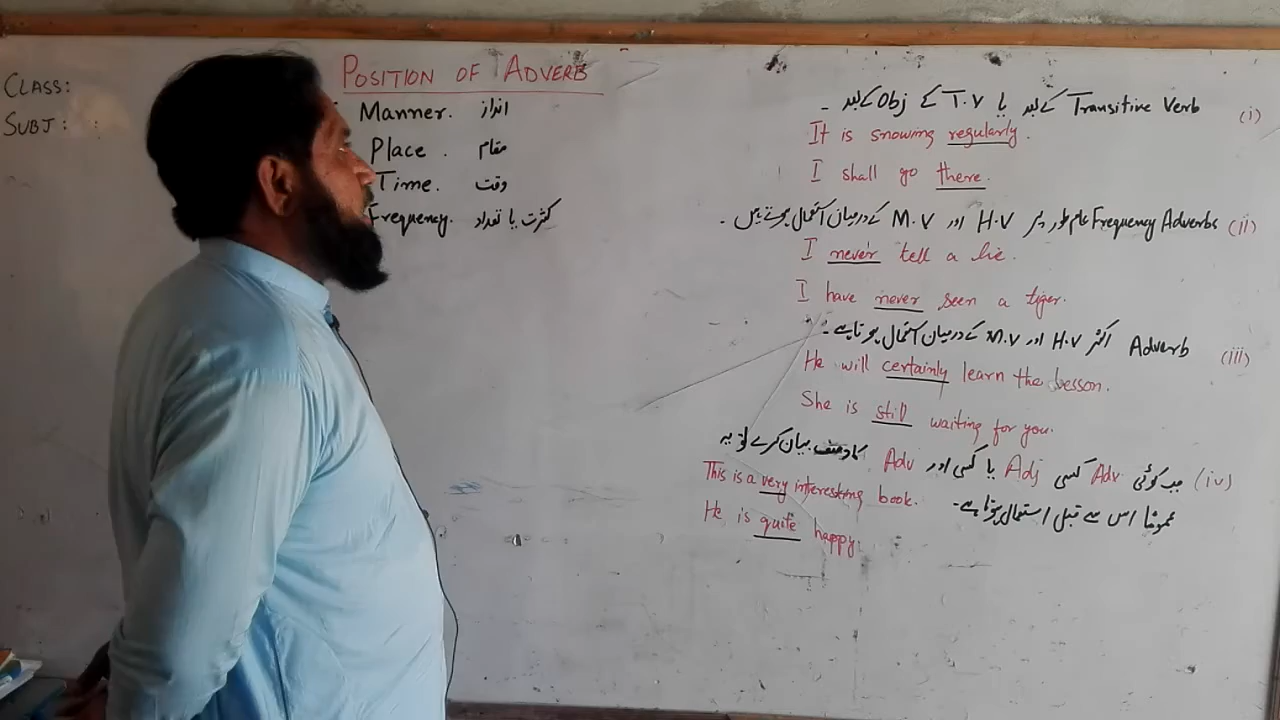 CLASS:
SUBJ:
POSITION OF ADVERB
Manner. انداز
Place. مقام
Time. وقت
Frequency. کثرت یا تعداد
(i) Transitive Verb کے بعد یا T.V کے Obj کے بعد ۔
It is snowing regularly.
I shall go there.
(ii) Frequency Adverbs عام طور پر H.V اور M.V کے درمیان استعمال ہوتے ہیں ۔
I never tell a lie.
I have never seen a tiger.
(iii) Adverb اکثر H.V اور M.V کے درمیان استعمال ہوتا ہے ۔
He will certainly learn the lesson.
She is still waiting for you.
(iv) جب کوئی Adv کسی Adj یا کسی اور Adv کا وصف بیان کرے تو یہ
عموماً اس سے قبل استعمال ہوتا ہے ۔
This is a very interesting book.
He is quite happy.